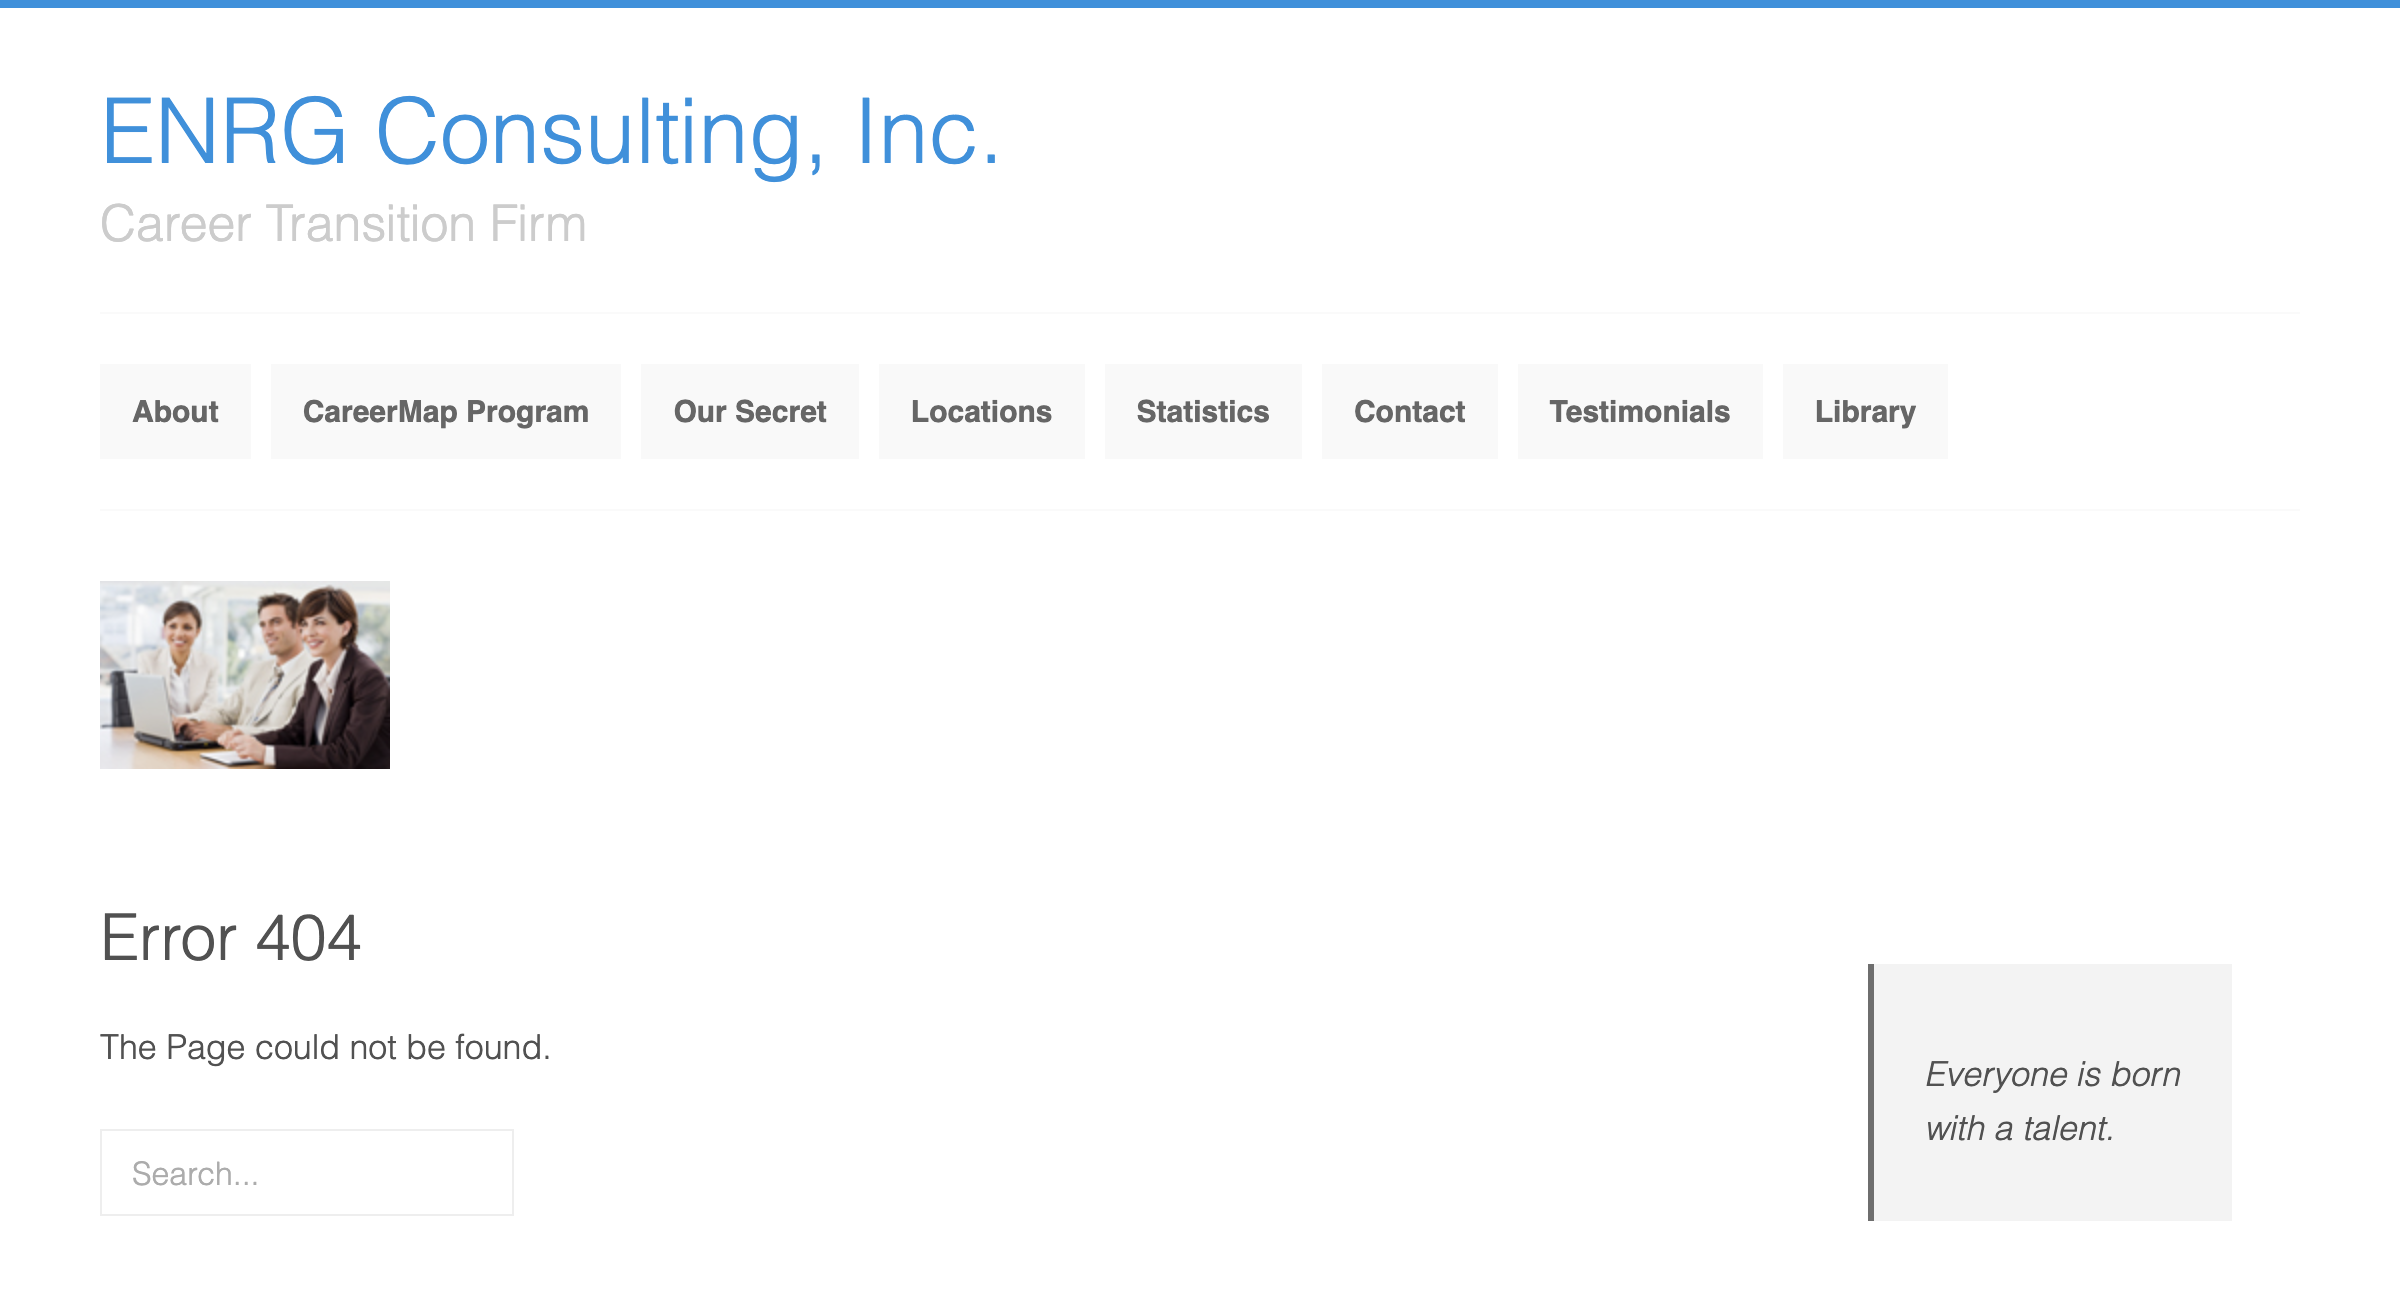 ENRG Consulting, Inc.
Career Transition Firm
About
CareerMap Program
Our Secret
Locations
Statistics
Contact
Testimonials
Library
Error 404
The Page could not be found.
Search...
Everyone is born
with a talent.